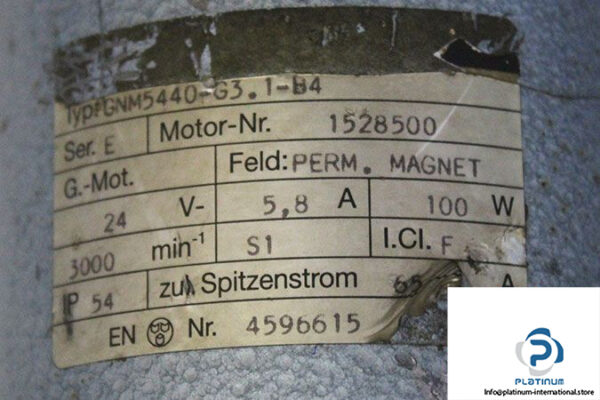 Typ: GNM5440-G3.1-B4
Ser. E Motor-Nr. 1528500
G.-Mot. Feld: PERM. MAGNET
24 V- 5,8 A 100 W
3000 min-1 S1 I.Cl. F
IP 54 zul. Spitzenstrom 65 A
EN Nr. 4596615
PLATINUM
Info@platinum-international.store